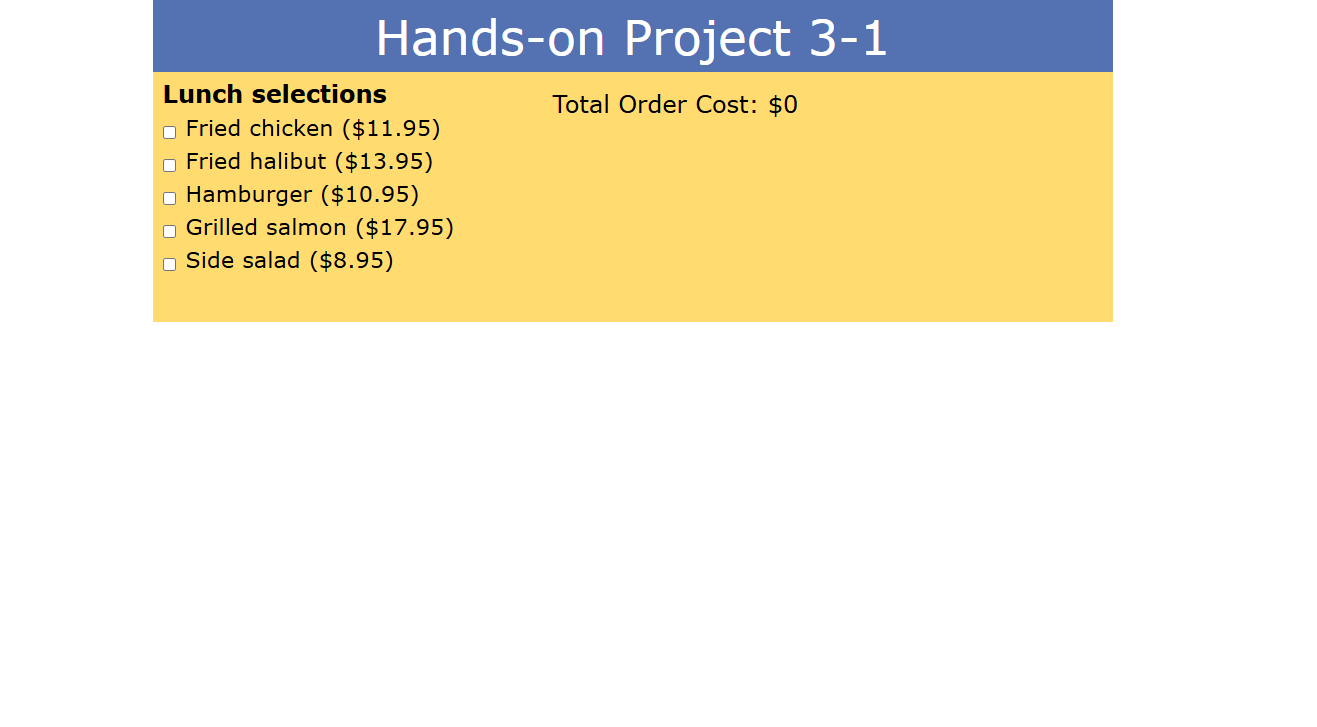 Hands-on Project 3-1
Lunch selections
Fried chicken ($11.95)
Fried halibut ($13.95)
Hamburger ($10.95)
Grilled salmon ($17.95)
Side salad ($8.95)
Total Order Cost: $0